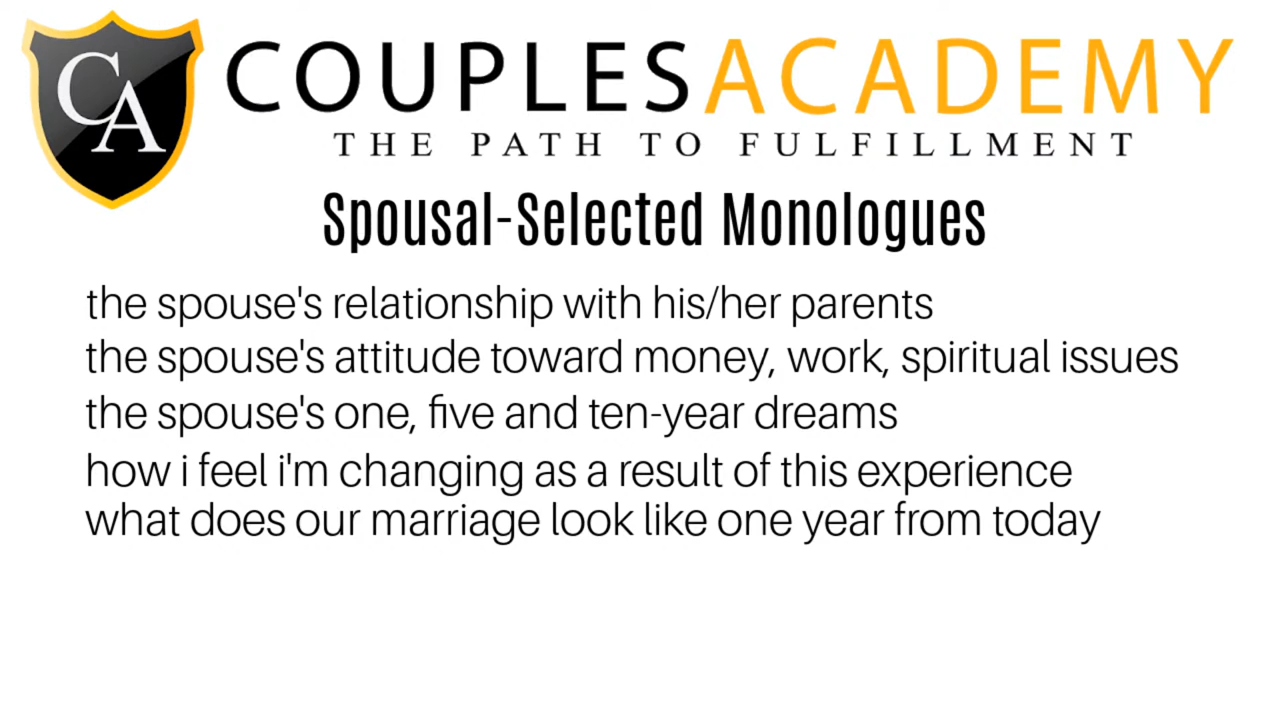 CA
COUPLESACADEMY
THE PATH TO FULFILLMENT
Spousal-Selected Monologues
the spouse's relationship with his/her parents
the spouse's attitude toward money, work, spiritual issues
the spouse's one, five and ten-year dreams
how i feel i'm changing as a result of this experience
what does our marriage look like one year from today